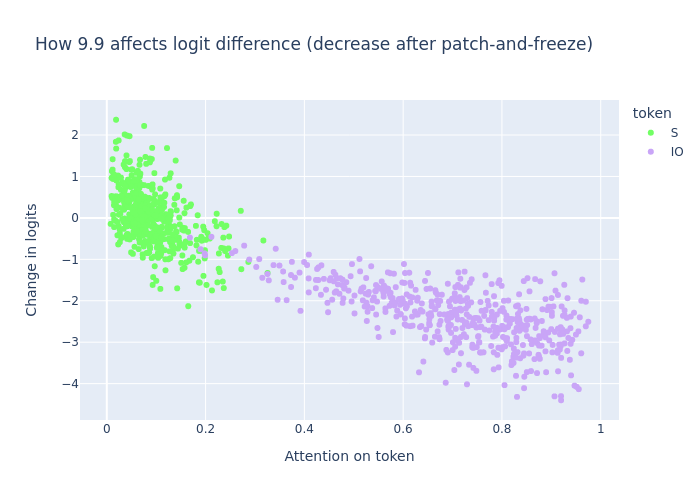 How 9.9 affects logit difference (decrease after patch-and-freeze)
token
S
IO
2
1
0
−1
−2
−3
−4
Change in logits
0
0.2
0.4
0.6
0.8
1
Attention on token